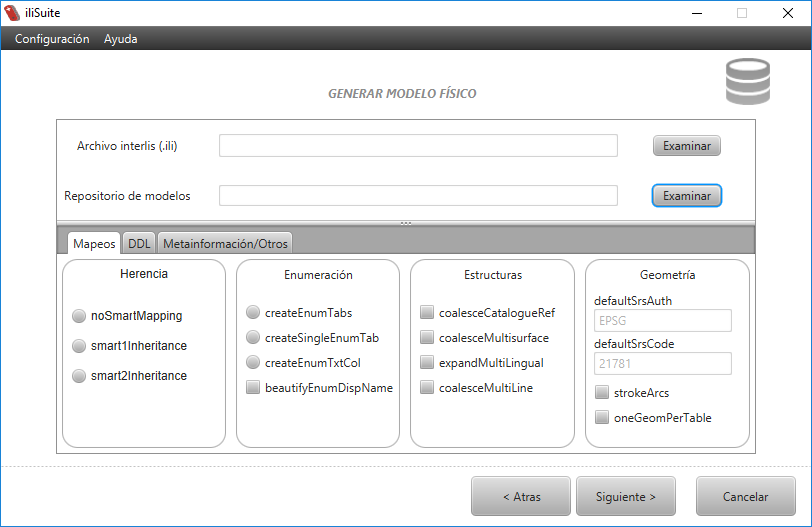 iliSuite
Configuración Ayuda
GENERAR MODELO FÍSICO
Archivo interlis (.ili) Examinar
Repositorio de modelos Examinar
Mapeos DDL Metainformación/Otros
Herencia
noSmartMapping
smart1Inheritance
smart2Inheritance
Enumeración
createEnumTabs
createSingleEnumTab
createEnumTxtCol
beautifyEnumDispName
Estructuras
coalesceCatalogueRef
coalesceMultisurface
expandMultiLingual
coalesceMultiLine
Geometría
defaultSrsAuth
EPSG
defaultSrsCode
21781
strokeArcs
oneGeomPerTable
< Atras Siguiente > Cancelar